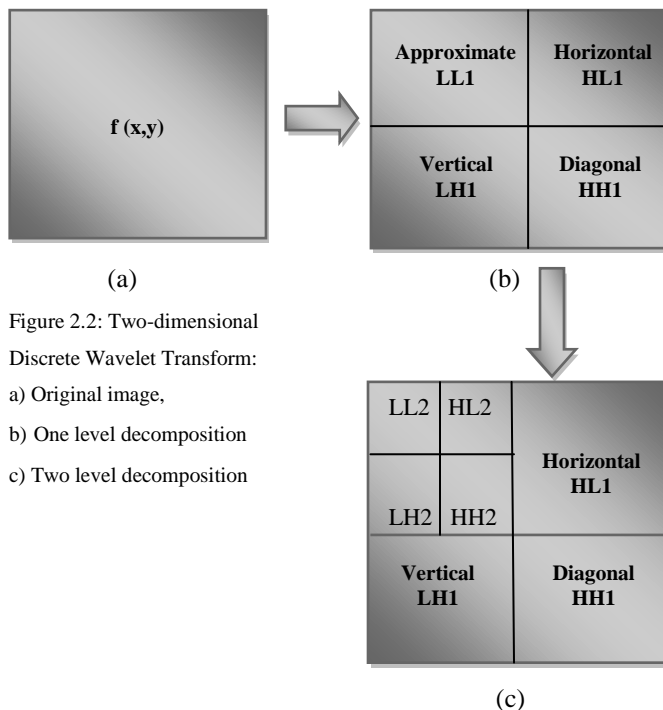 f (x,y)
Approximate
LL1
Horizontal
HL1
Vertical
LH1
Diagonal
HH1
(a)
(b)
Figure 2.2: Two-dimensional
Discrete Wavelet Transform:
a) Original image,
b) One level decomposition
c) Two level decomposition
LL2
HL2
LH2
HH2
Horizontal
HL1
Vertical
LH1
Diagonal
HH1
(c)